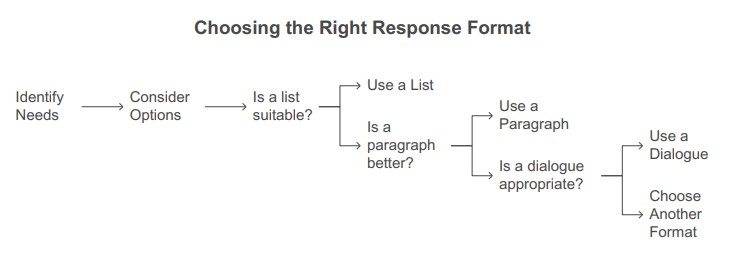 Choosing the Right Response Format
Identify
Needs
Consider
Options
Is a list
suitable?
Use a List
Is a
paragraph
better?
Use a
Paragraph
Is a dialogue
appropriate?
Use a
Dialogue
Choose
Another
Format